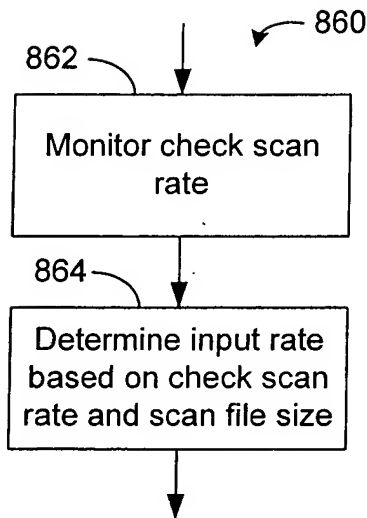 860
862
Monitor check scan
rate
864
Determine input rate
based on check scan
rate and scan file size